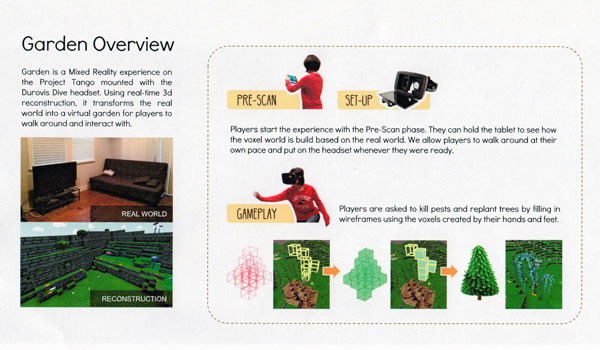 Garden Overview
Garden is a Mixed Reality experience on
the Project Tango mounted with the
Durovis Dive headset. Using real-time 3d
reconstruction, it transforms the real
world into a virtual garden for players to
walk around and interact with.
REAL WORLD
RECONSTRUCTION
PRE-SCAN
SET-UP
Players start the experience with the Pre-Scan phase. They can hold the tablet to see how
the voxel world is build based on the real world. We allow players to walk around at their
own pace and put on the headset whenever they were ready.
GAMEPLAY
Players are asked to kill pests and replant trees by filling in
wireframes using the voxels created by their hands and feet.